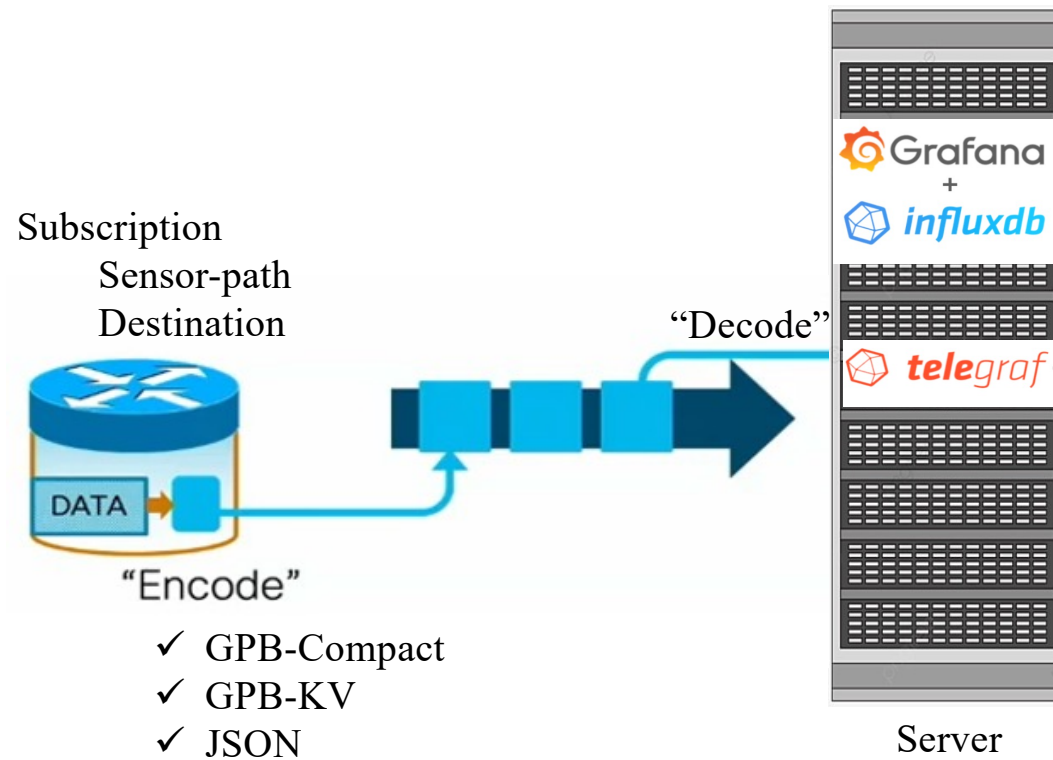 Grafana
+
influxdb
Subscription
Sensor-path
Destination
“Decode”
telegraf
DATA
“Encode”
✓ GPB-Compact
✓ GPB-KV
✓ JSON
Server